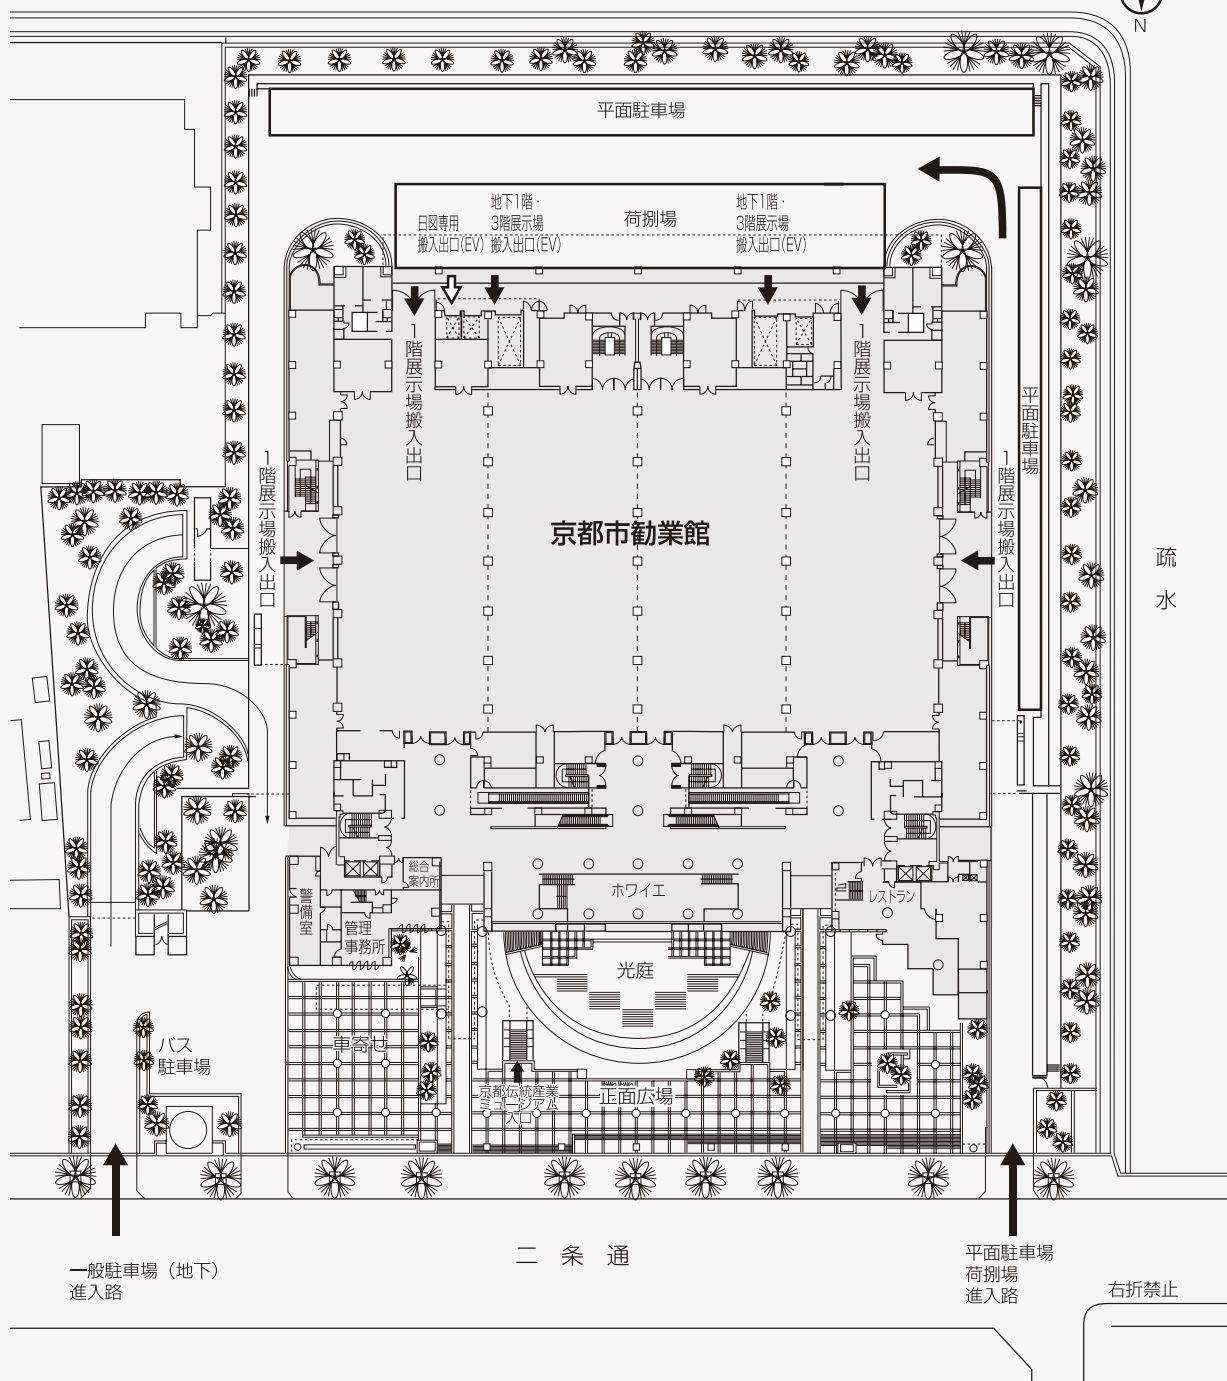 N
平面駐車場
地下1階・
3階展示場
搬入出口(EV)
日図専用
搬入出口(EV)
荷捌場
地下1階・
3階展示場
搬入出口(EV)
1階展示場搬入出口
1階展示場搬入出口
平面駐車場
1階展示場搬入出口
1階展示場搬入出口
京都市勧業館
疏水
総合
案内所
ホワイエ
レストラン
警備室
管理
事務所
光庭
車寄せ
バス
駐車場
京都伝統産業
ミュージアム
入口
正面広場
二条通
一般駐車場（地下）
進入路
平面駐車場
荷捌場
進入路
右折禁止